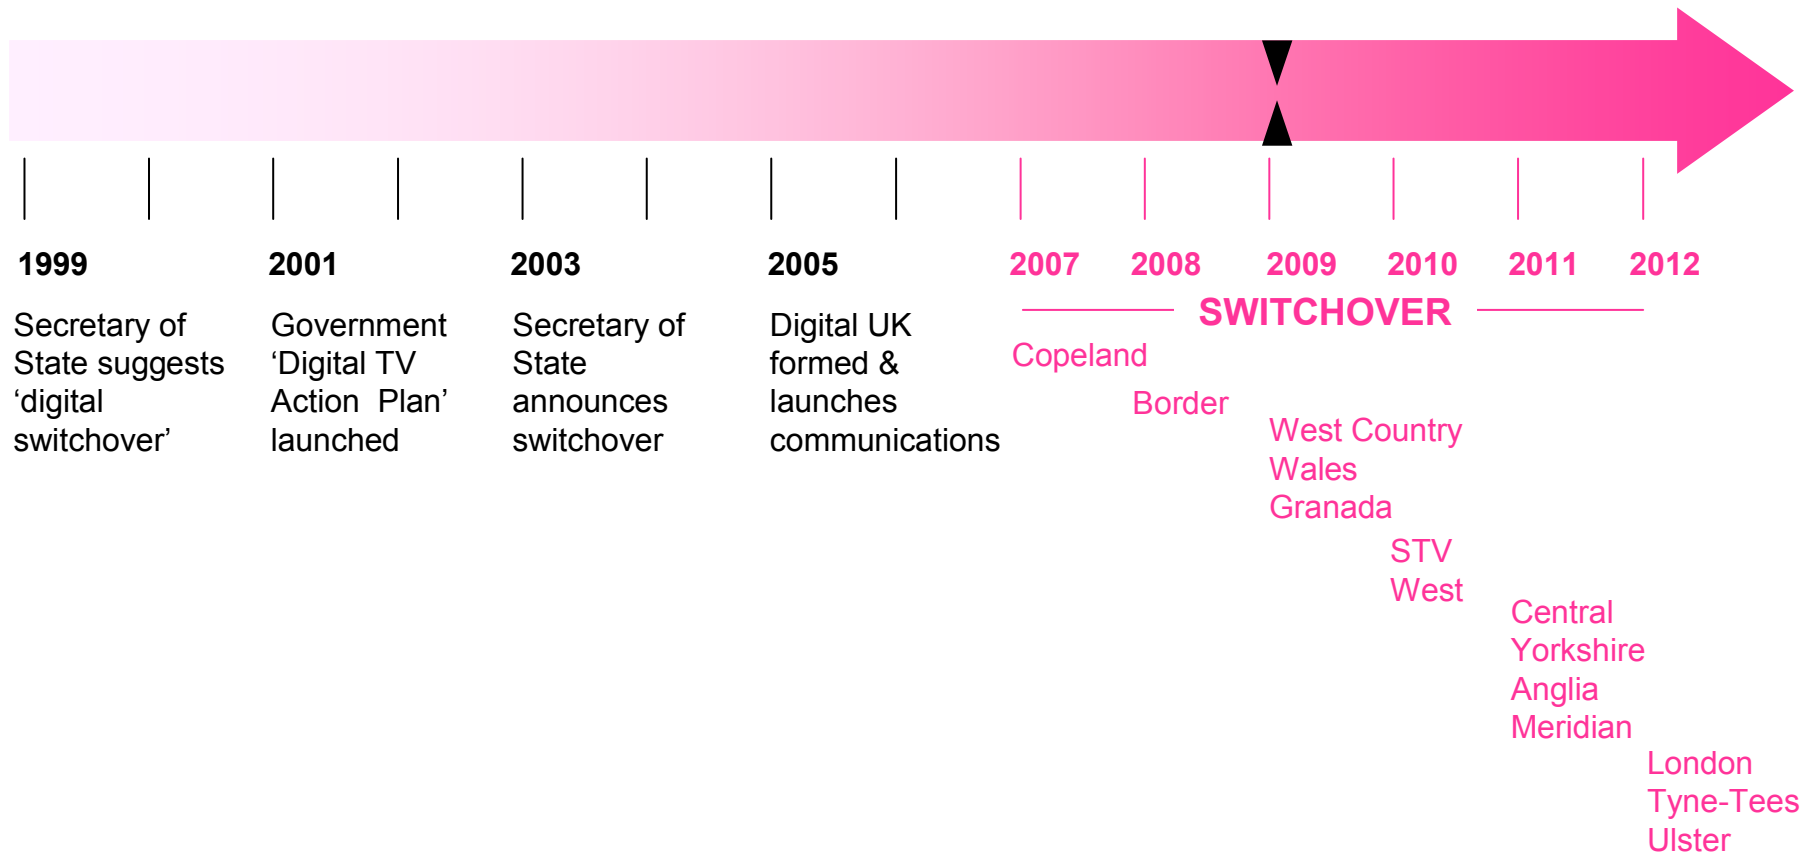 1999
Secretary of
State suggests
‘digital
switchover’
2001
Government
‘Digital TV
Action  Plan’
launched
2003
Secretary of
State
announces
switchover
2005
Digital UK
formed &
launches
communications
2007 2008 2009 2010 2011 2012
SWITCHOVER
Copeland
Border
West Country
Wales
Granada
STV
West
Central
Yorkshire
Anglia
Meridian
London
Tyne-Tees
Ulster